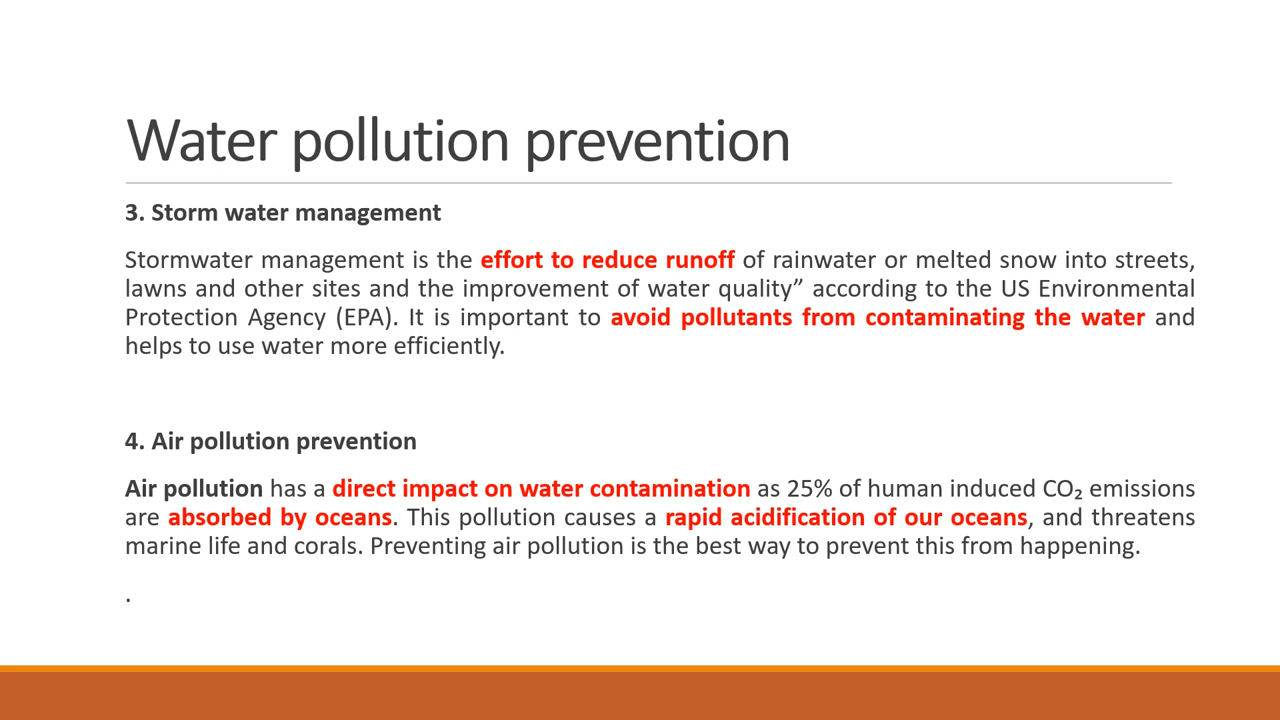 Water pollution prevention
3. Storm water management
Stormwater management is the effort to reduce runoff of rainwater or melted snow into streets,
lawns and other sites and the improvement of water quality” according to the US Environmental
Protection Agency (EPA). It is important to avoid pollutants from contaminating the water and
helps to use water more efficiently.
4. Air pollution prevention
Air pollution has a direct impact on water contamination as 25% of human induced CO₂ emissions
are absorbed by oceans. This pollution causes a rapid acidification of our oceans, and threatens
marine life and corals. Preventing air pollution is the best way to prevent this from happening.
.